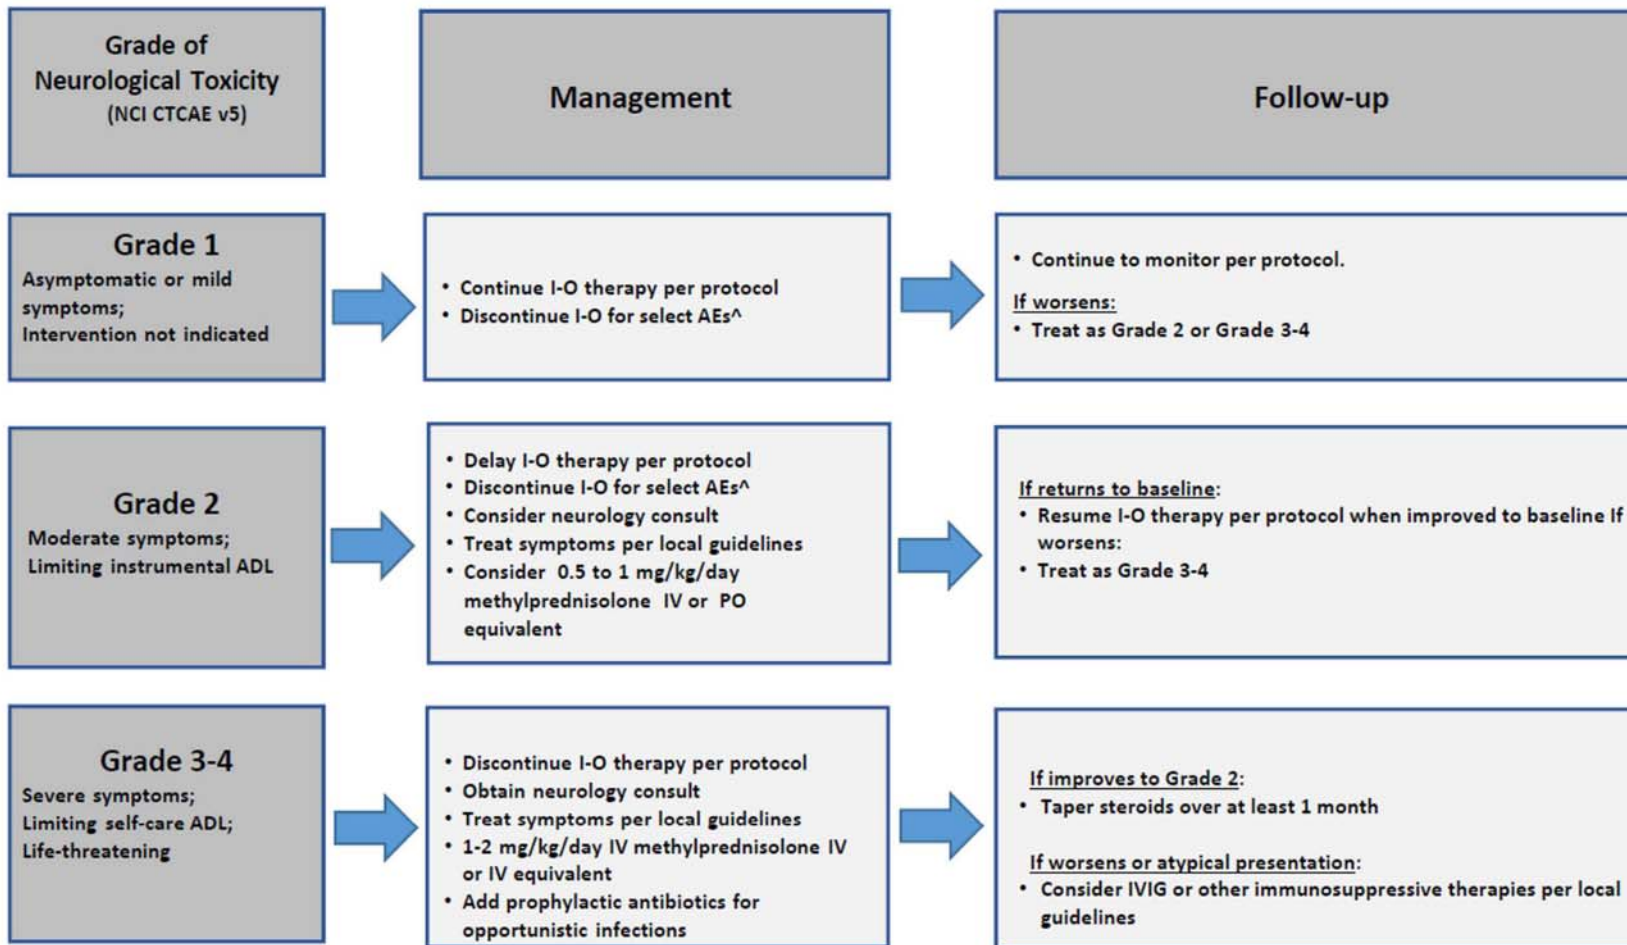 Grade of
Neurological Toxicity
(NCI CTCAE v5)
Management
Follow-up
Grade 1
Asymptomatic or mild
symptoms;
Intervention not indicated
• Continue I-O therapy per protocol
• Discontinue I-O for select AEs^
• Continue to monitor per protocol.
If worsens:
• Treat as Grade 2 or Grade 3-4
Grade 2
Moderate symptoms;
Limiting instrumental ADL
• Delay I-O therapy per protocol
• Discontinue I-O for select AEs^
• Consider neurology consult
• Treat symptoms per local guidelines
• Consider 0.5 to 1 mg/kg/day
methylprednisolone IV or PO
equivalent
If returns to baseline:
• Resume I-O therapy per protocol when improved to baseline If
worsens:
• Treat as Grade 3-4
Grade 3-4
Severe symptoms;
Limiting self-care ADL;
Life-threatening
• Discontinue I-O therapy per protocol
• Obtain neurology consult
• Treat symptoms per local guidelines
• 1-2 mg/kg/day IV methylprednisolone IV
or IV equivalent
• Add prophylactic antibiotics for
opportunistic infections
If improves to Grade 2:
• Taper steroids over at least 1 month
If worsens or atypical presentation:
• Consider IVIG or other immunosuppressive therapies per local
guidelines